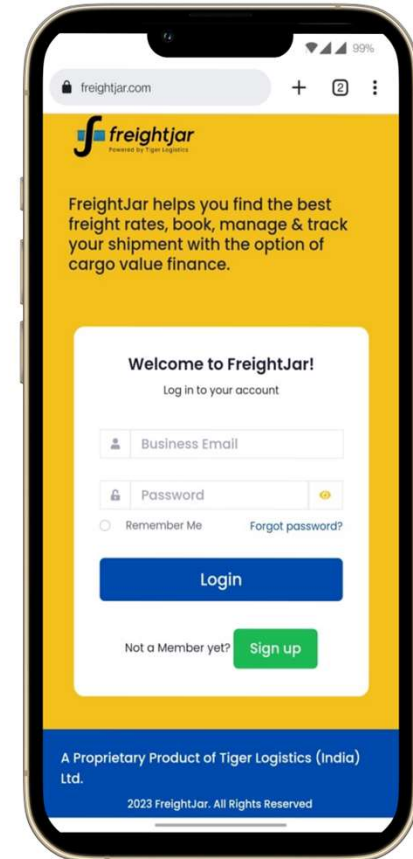 99%
freightjar.com
2
freightjar
Powered by Tiger Logistics
FreightJar helps you find the best
freight rates, book, manage & track
your shipment with the option of
cargo value finance.
Welcome to FreightJar!
Log in to your account
Business Email
Password
Remember Me Forgot password?
Login
Not a Member yet? Sign up
A Proprietary Product of Tiger Logistics (India)
Ltd.
2023 FreightJar. All Rights Reserved